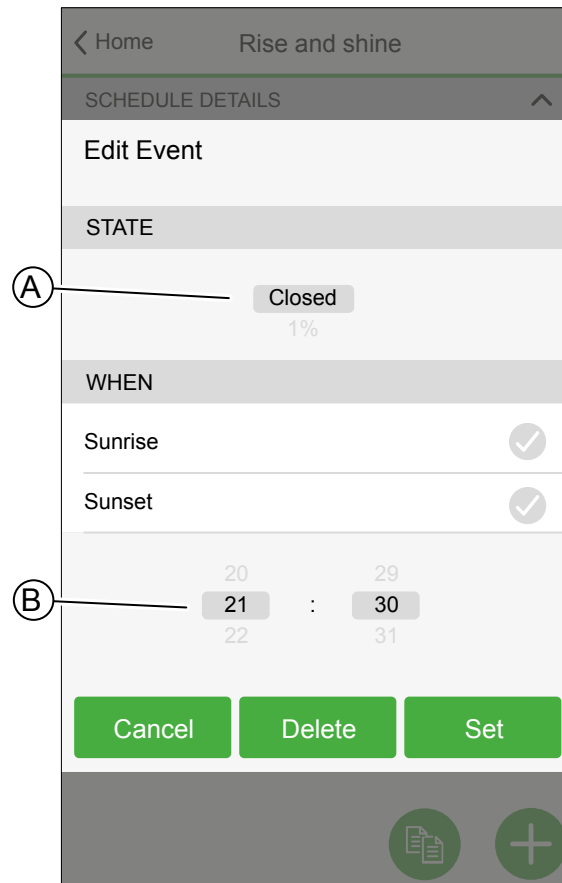 Home Rise and shine
SCHEDULE DETAILS
Edit Event
STATE
A
Closed
1%
WHEN
Sunrise
Sunset
20 29
B
21 : 30
22 31
Cancel Delete Set